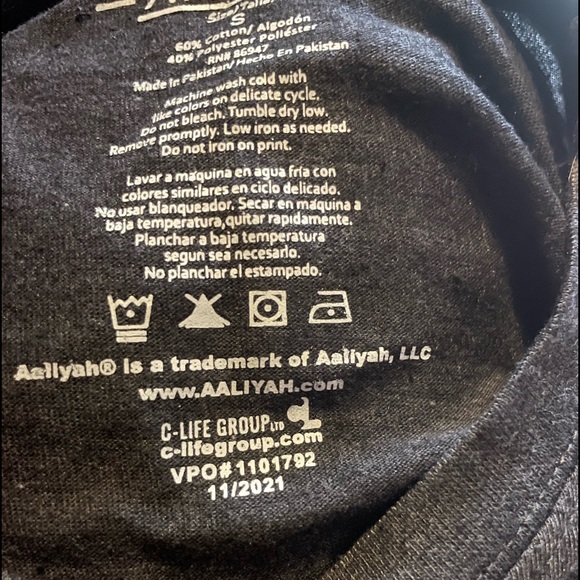 Size/Talla
S
60% Cotton/ Algodón
40% Polyester Poliéster
RN# 86947
Made In Pakistan/ Hecho En Pakistan
Machine wash cold with
like colors on delicate cycle.
Do not bleach. Tumble dry low.
Remove promptly. Low iron as needed.
Do not iron on print.
Lavar a maquina en agua fria con
colores similares en ciclo delicado.
No usar blanqueador. Secar en maquina a
baja temperatura,quitar rapidamente.
Planchar a baja temperatura
segun sea necesario.
No planchar el estampado.
Aaliyah® is a trademark of Aaliyah, LLC
www.AALIYAH.com
C-LIFE GROUP LTD
c-lifegroup.com
VPO#1101792
11/2021